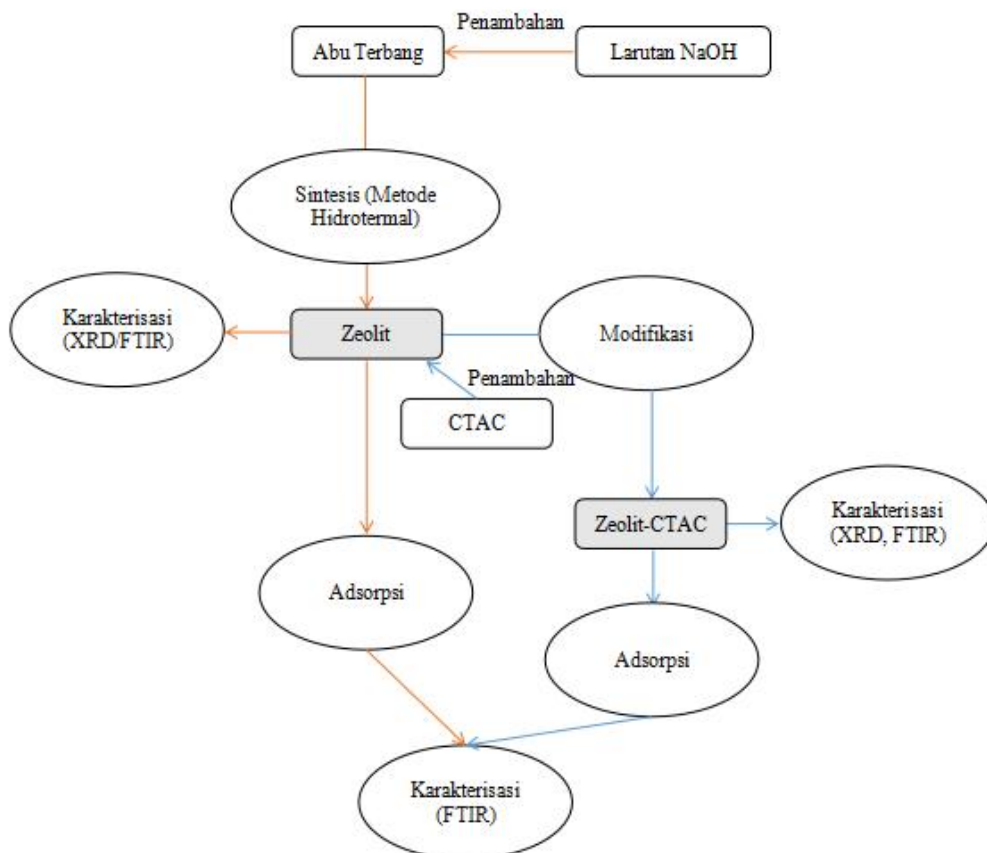 Penambahan
Abu Terbang
Larutan NaOH
Sintesis (Metode
Hidrotermal)
Karakterisasi
(XRD/FTIR)
Zeolit
Modifikasi
Penambahan
CTAC
Zeolit-CTAC
Karakterisasi
(XRD, FTIR)
Adsorpsi
Adsorpsi
Karakterisasi
(FTIR)